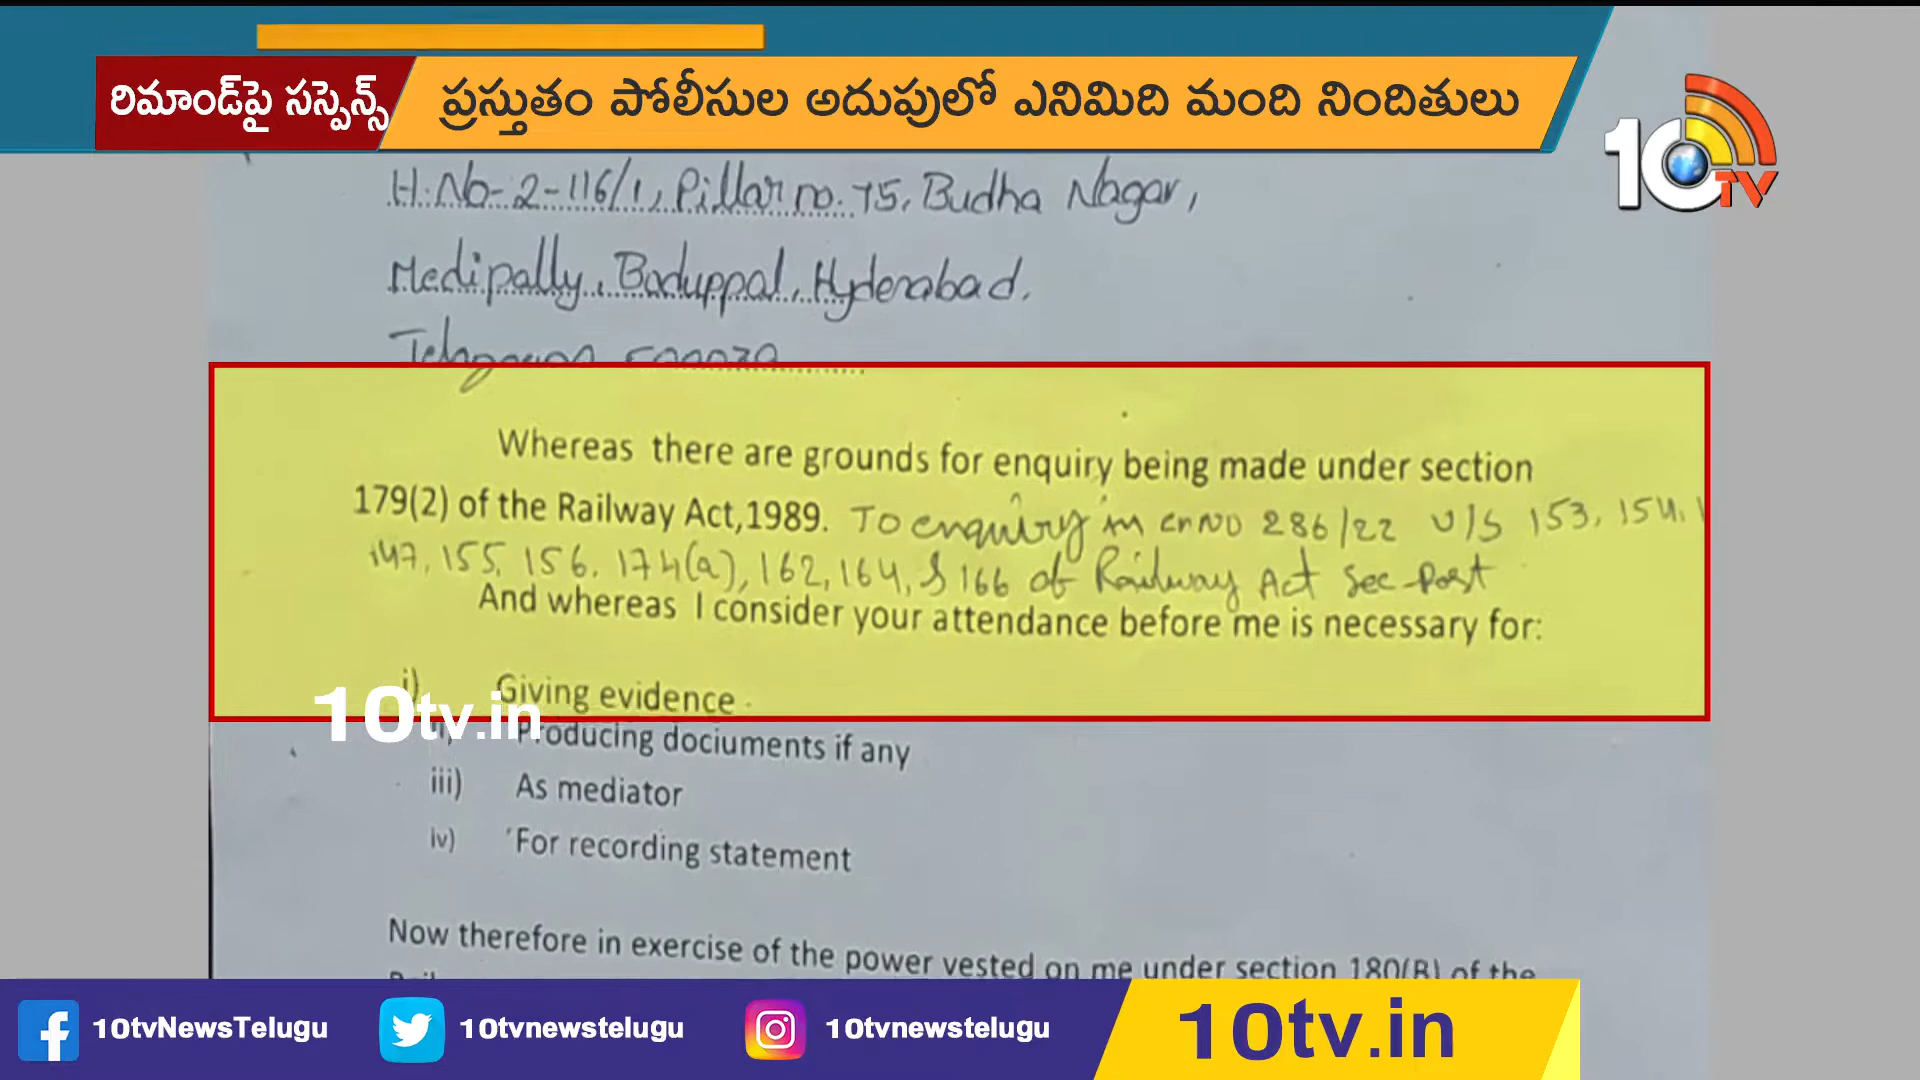 రిమాండ్‌పై సస్పెన్స్
ప్రస్తుతం పోలీసుల అదుపులో ఎనిమిది మంది నిందితులు
10TV
H.No-2-116/1, Pillar no. 75, Budha Nagar,
Medipally, Boduppal, Hyderabad.
Whereas there are grounds for enquiry being made under section
179(2) of the Railway Act,1989. To enquiry in Cr No 286/22 U/S 153, 154,
147, 155, 156, 174(a), 162, 164, & 166 of Railway Act Sec-Post
And whereas I consider your attendance before me is necessary for:
i) Giving evidence
10tv.in
Producing dociuments if any
iii) As mediator
iv) For recording statement
Now therefore in exercise of the power vested on me under section 180(B) of the
10tvNewsTelugu
10tvnewstelugu
10tvnewstelugu
10tv.in